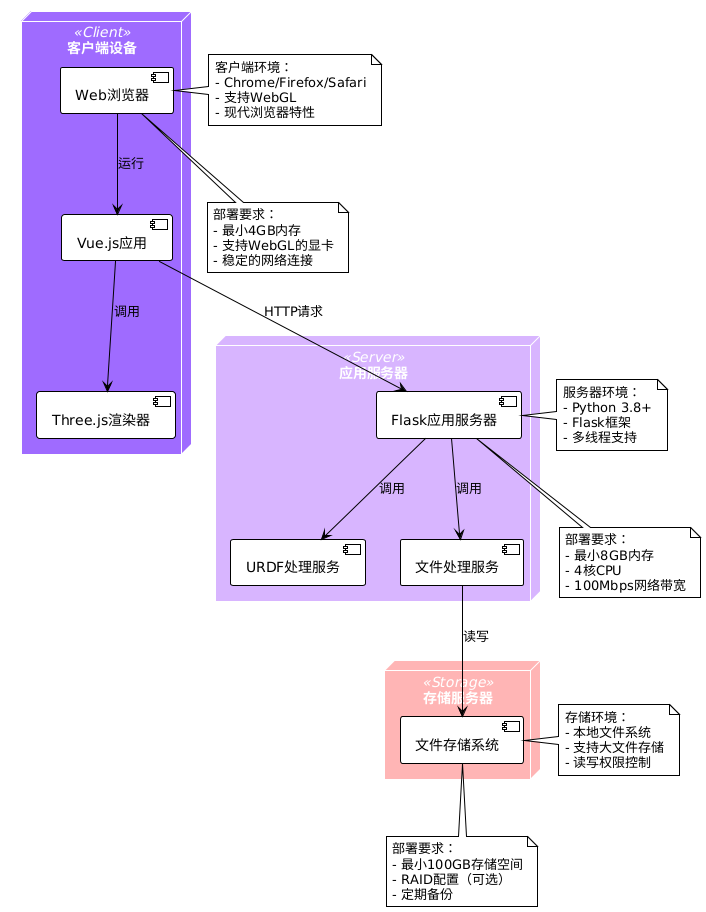 «Client»
客户端设备
Web浏览器
客户端环境：
- Chrome/Firefox/Safari
- 支持WebGL
- 现代浏览器特性
运行
部署要求：
- 最小4GB内存
- 支持WebGL的显卡
- 稳定的网络连接
Vue.js应用
调用
HTTP请求
Three.js渲染器
«Server»
应用服务器
Flask应用服务器
服务器环境：
- Python 3.8+
- Flask框架
- 多线程支持
调用
调用
URDF处理服务
文件处理服务
部署要求：
- 最小8GB内存
- 4核CPU
- 100Mbps网络带宽
读写
«Storage»
存储服务器
文件存储系统
存储环境：
- 本地文件系统
- 支持大文件存储
- 读写权限控制
部署要求：
- 最小100GB存储空间
- RAID配置（可选）
- 定期备份